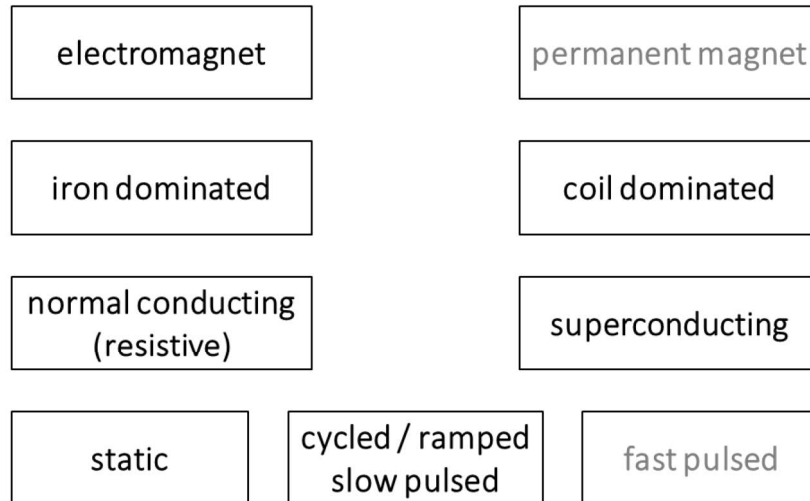 electromagnet
permanent magnet
iron dominated
coil dominated
normal conducting
(resistive)
superconducting
static
cycled / ramped
slow pulsed
fast pulsed